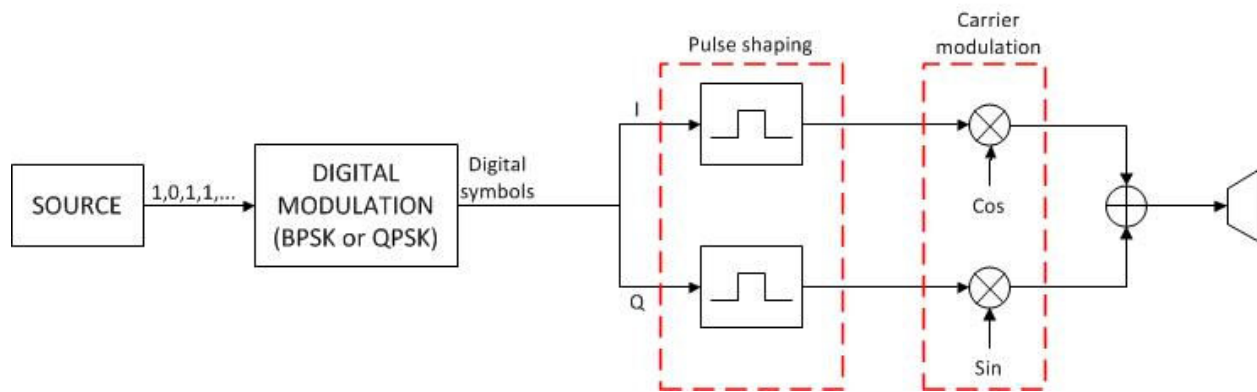 SOURCE
1,0,1,1,...
DIGITAL
MODULATION
(BPSK or QPSK)
Digital
symbols
I
Q
Pulse shaping
Carrier
modulation
Cos
Sin